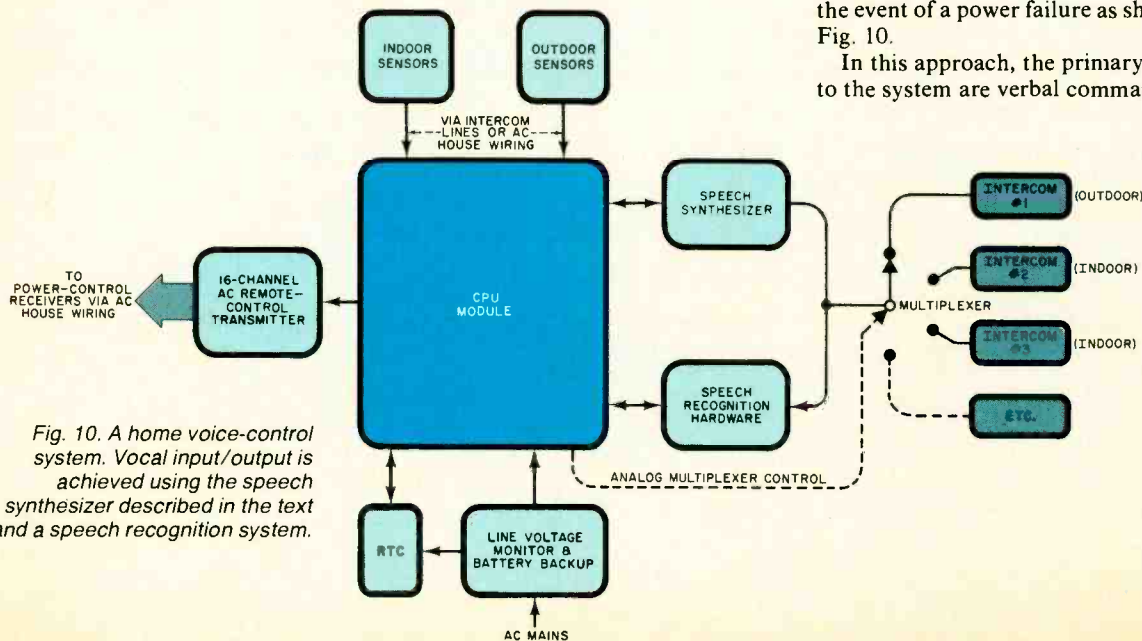 the event of a power failure as sh
Fig. 10.
In this approach, the primary
to the system are verbal comma
INDOOR
SENSORS
OUTDOOR
SENSORS
VIA INTERCOM
LINES OR AC
HOUSE WIRING
SPEECH
SYNTHESIZER
INTERCOM
#1
(OUTDOOR)
INTERCOM
#2
(INDOOR)
MULTIPLEXER
INTERCOM
#3
(INDOOR)
ETC.
TO
POWER-CONTROL
RECEIVERS VIA AC
HOUSE WIRING
16-CHANNEL
AC REMOTE-
CONTROL
TRANSMITTER
CPU
MODULE
SPEECH
RECOGNITION
HARDWARE
ANALOG MULTIPLEXER CONTROL
Fig. 10. A home voice-control
system. Vocal input/output is
achieved using the speech
synthesizer described in the text
and a speech recognition system.
RTC
LINE VOLTAGE
MONITOR &
BATTERY BACKUP
AC MAINS